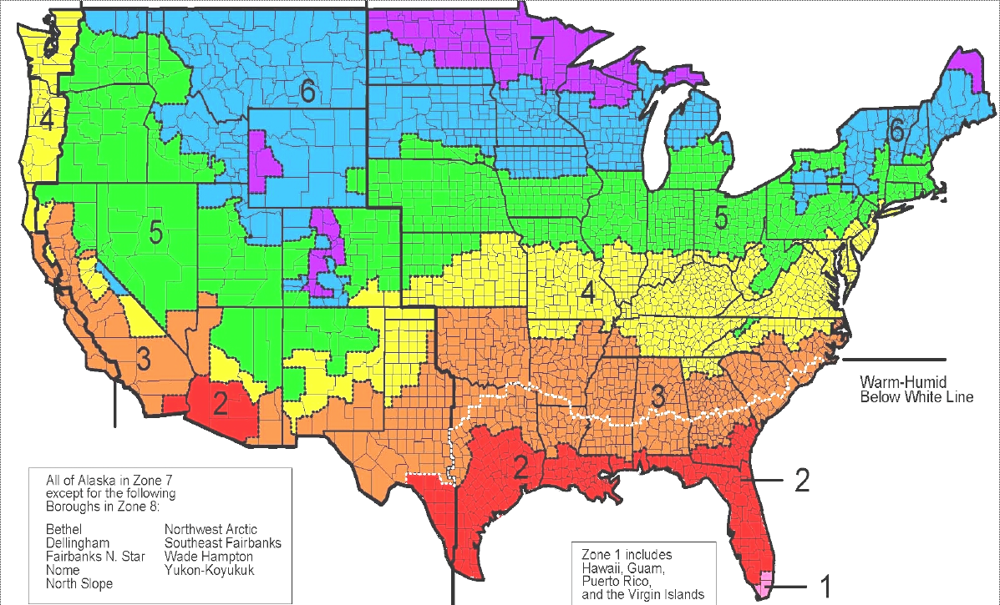 7
6
4
6
5
5
4
3
3
Warm-Humid
Below White Line
2
2
2
1
All of Alaska in Zone 7
except for the following
Boroughs in Zone 8:
Bethel
Dellingham
Fairbanks N. Star
Nome
North Slope
Northwest Arctic
Southeast Fairbanks
Wade Hampton
Yukon-Koyukuk
Zone 1 includes
Hawaii, Guam,
Puerto Rico,
and the Virgin Islands